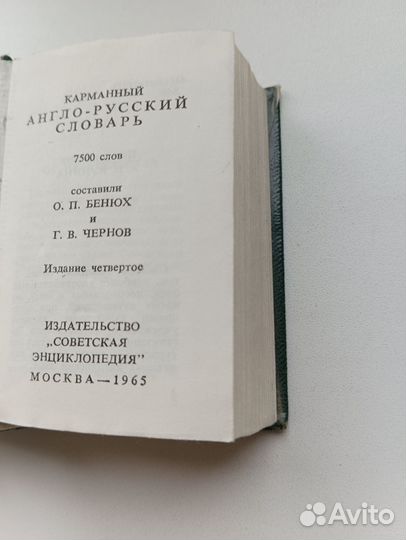 КАРМАННЫЙ
АНГЛО-РУССКИЙ
СЛОВАРЬ
7500 слов
составили
О. П. БЕНЮХ
и
Г. В. ЧЕРНОВ
Издание четвертое
ИЗДАТЕЛЬСТВО
„СОВЕТСКАЯ
ЭНЦИКЛОПЕДИЯ"
МОСКВА — 1965
Avito